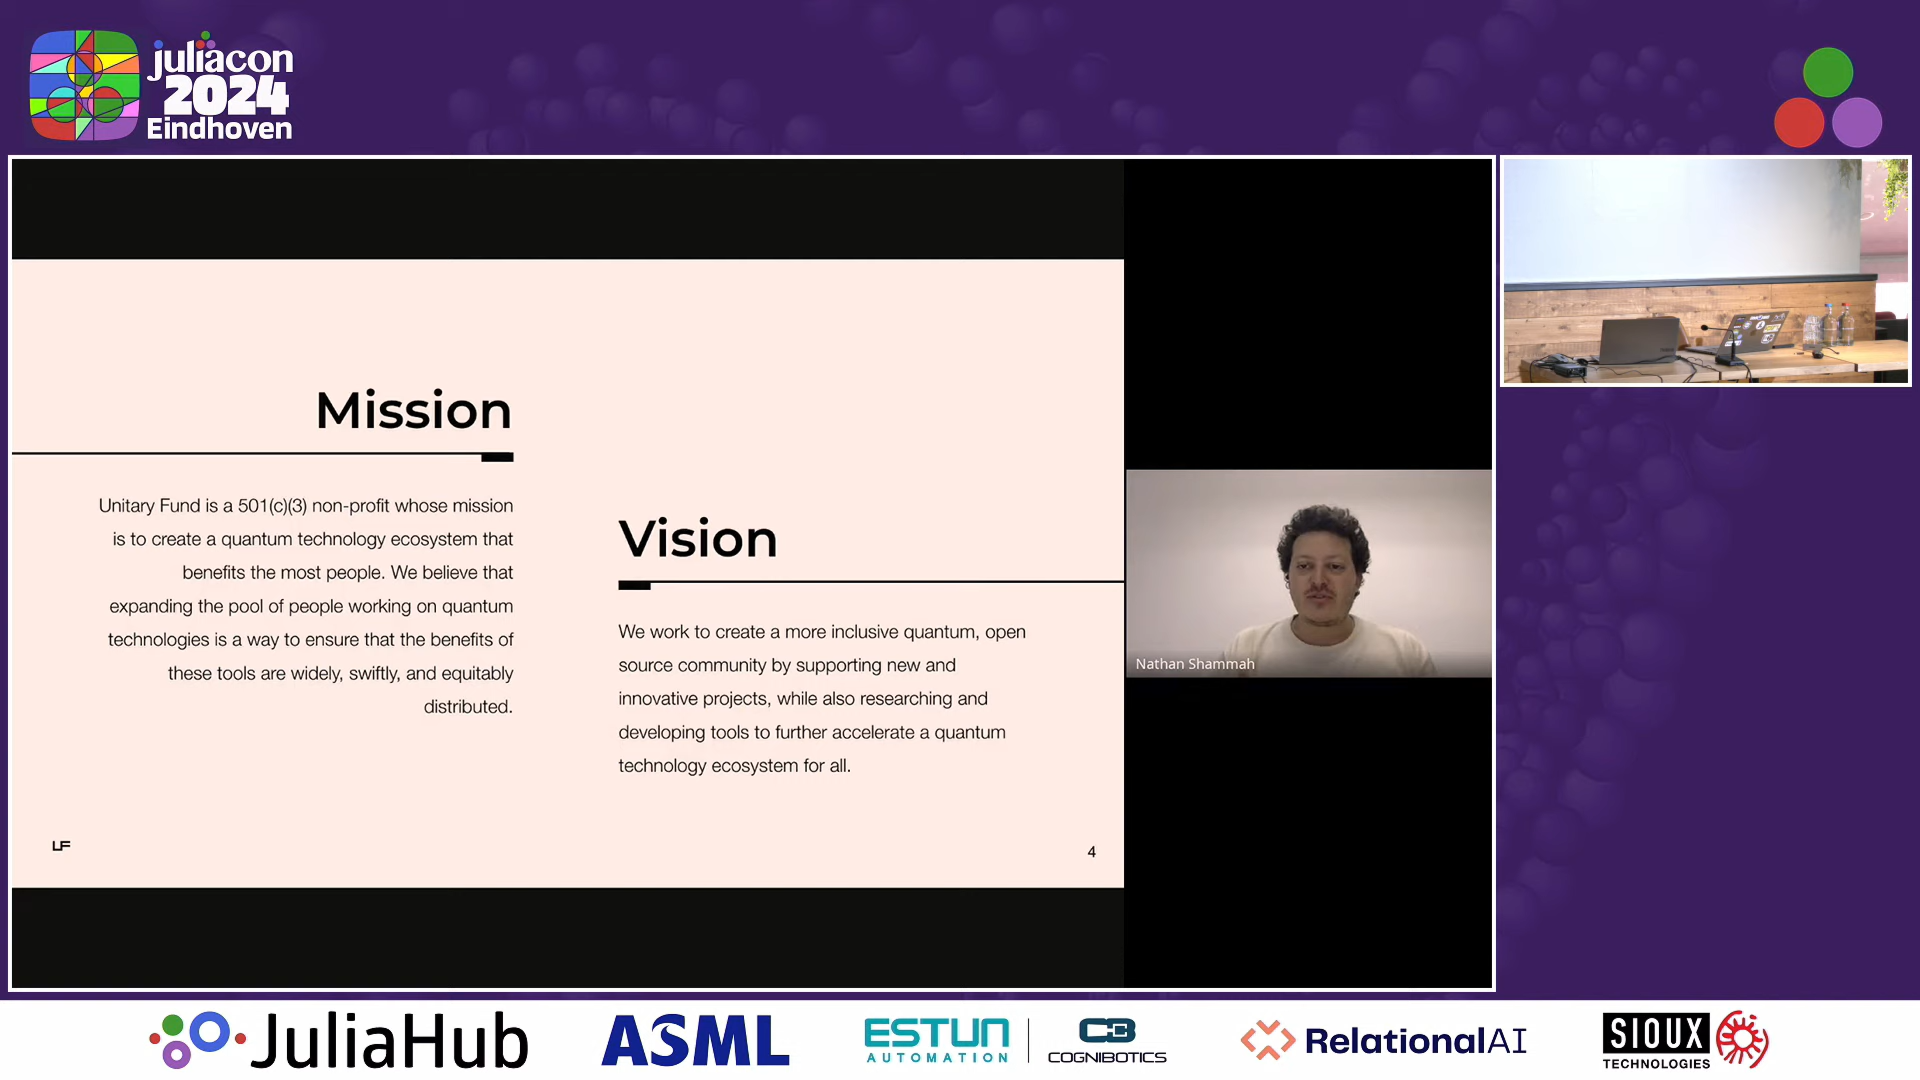 juliacon
2024
Eindhoven
Mission
Unitary Fund is a 501(c)(3) non-profit whose mission
is to create a quantum technology ecosystem that
benefits the most people. We believe that
expanding the pool of people working on quantum
technologies is a way to ensure that the benefits of
these tools are widely, swiftly, and equitably
distributed.
Vision
We work to create a more inclusive quantum, open
source community by supporting new and
innovative projects, while also researching and
developing tools to further accelerate a quantum
technology ecosystem for all.
UF
4
Nathan Shammah
JuliaHub
ASML
ESTUN
AUTOMATION
COGNIBOTICS
RelationalAI
SIOUX
TECHNOLOGIES